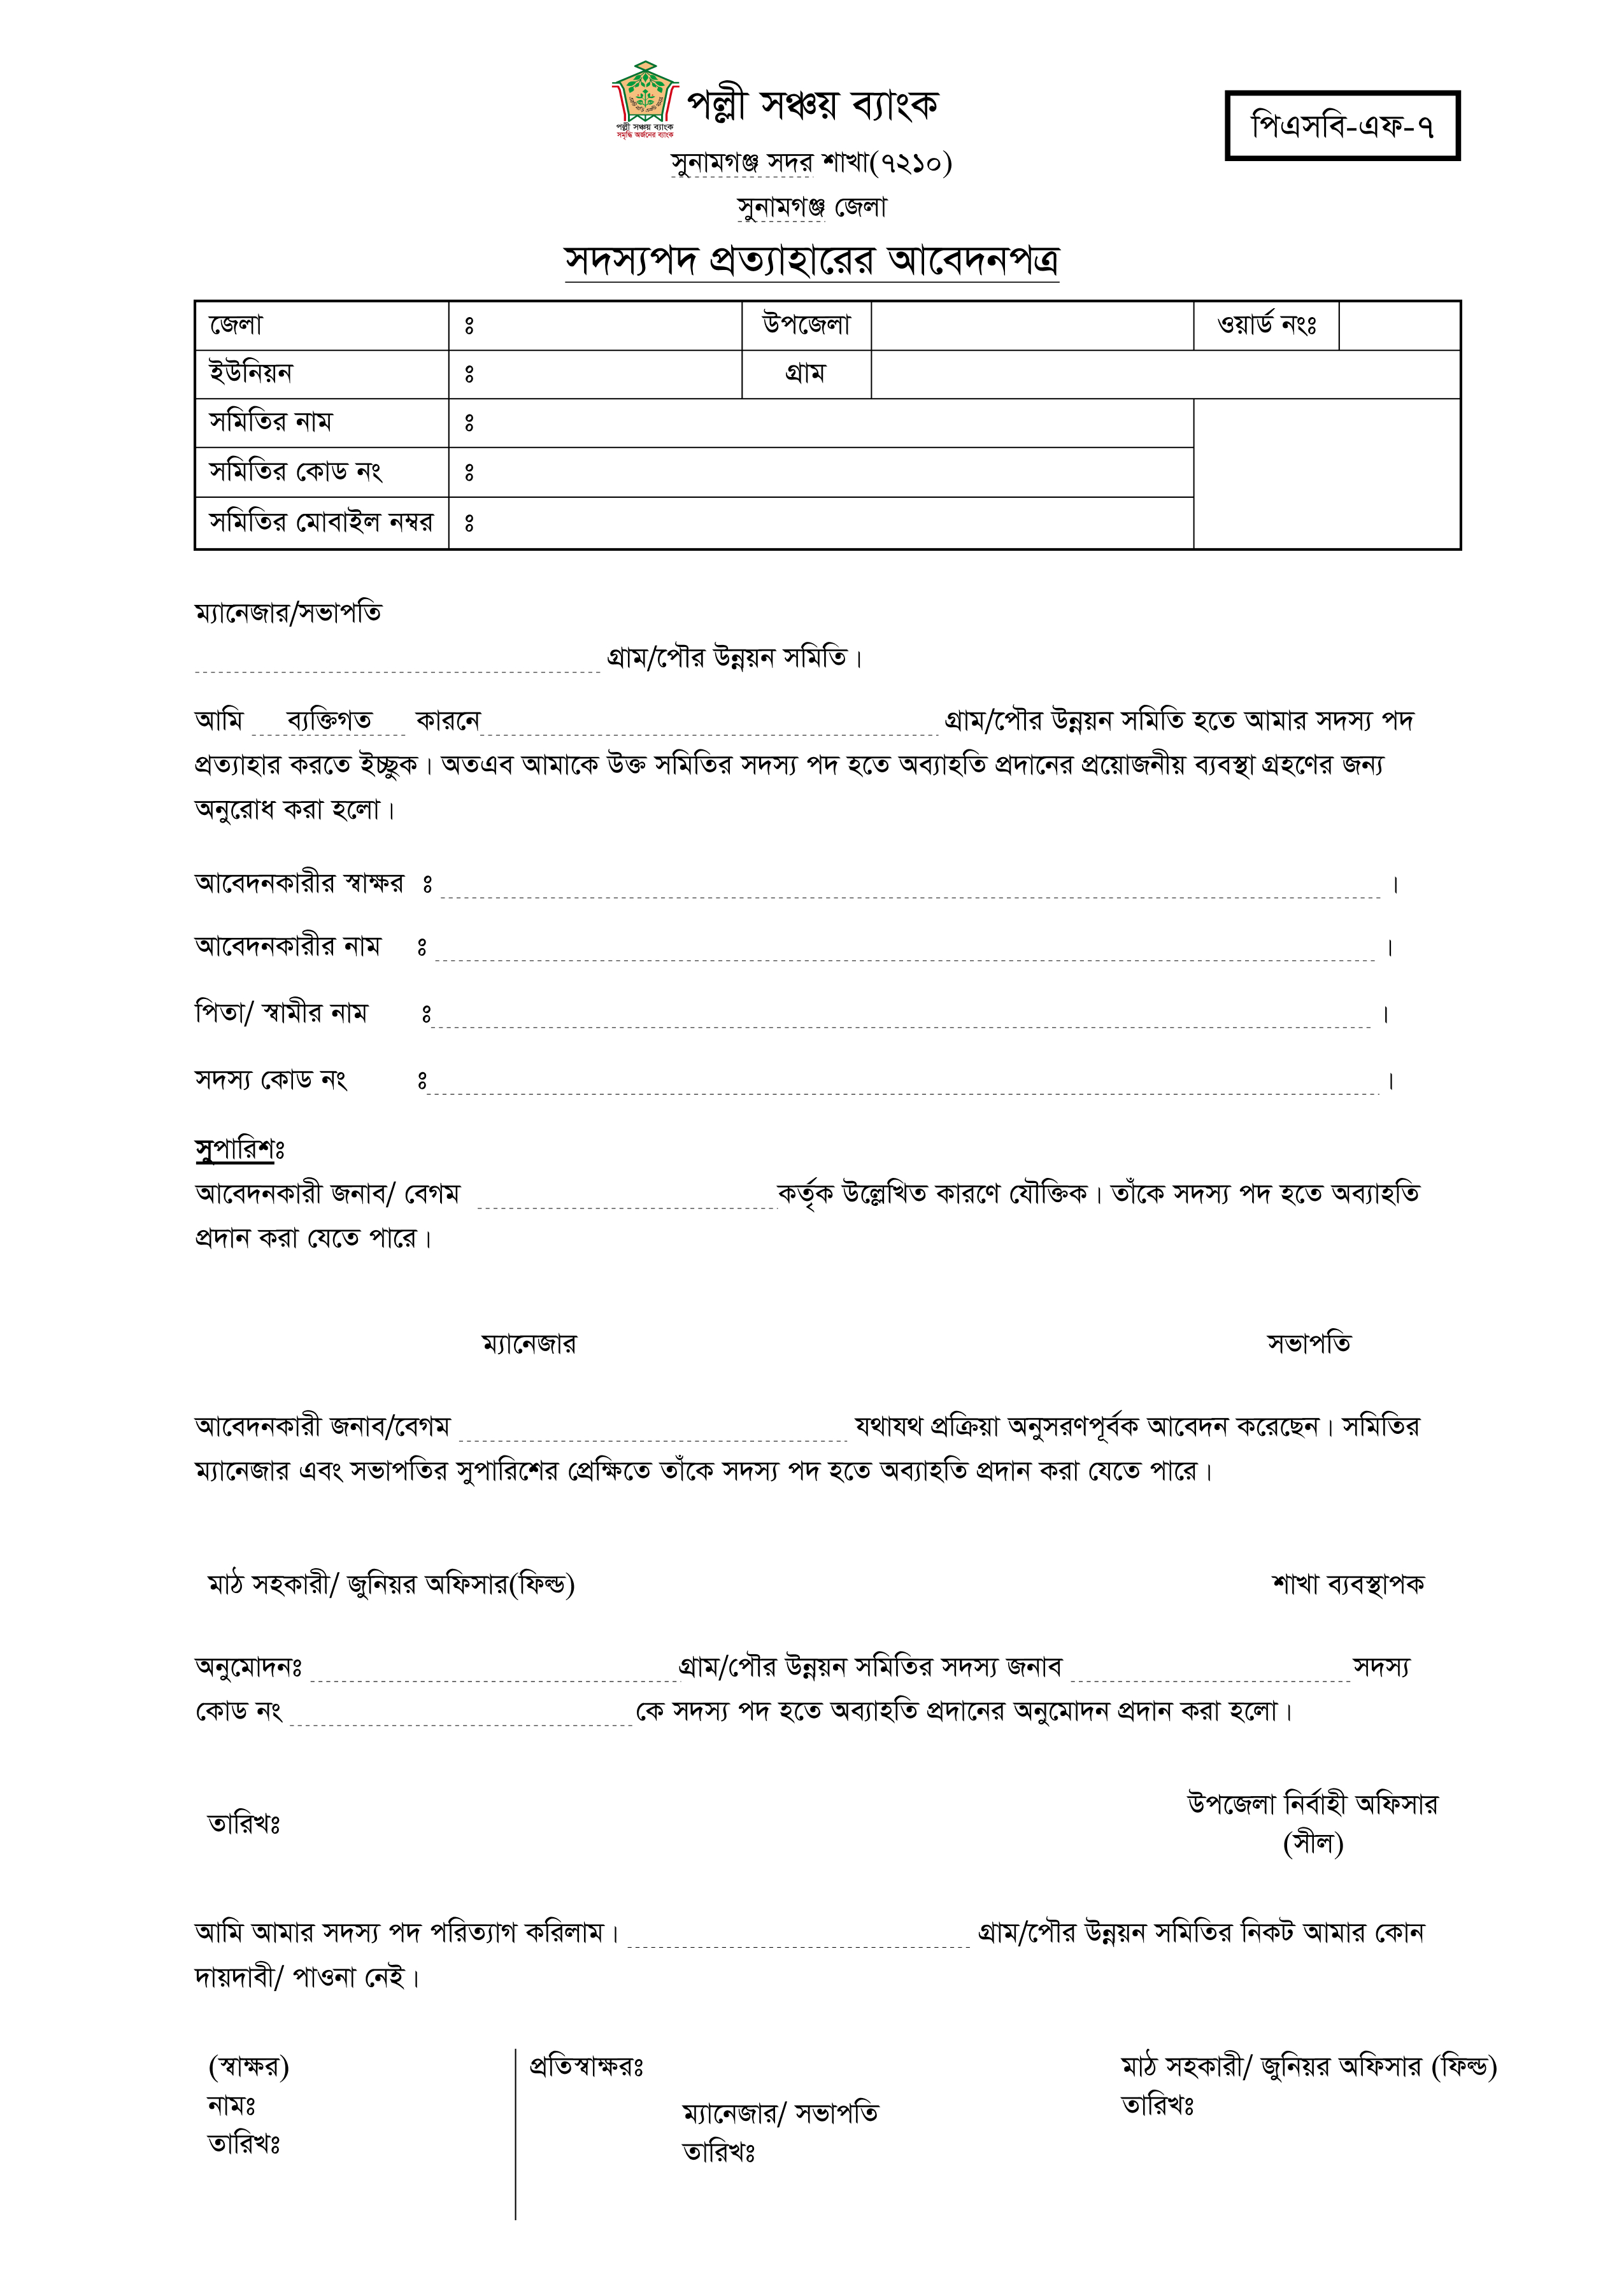 পল্লী সঞ্চয় ব্যাংক
পল্লী সঞ্চয় ব্যাংক
সমৃদ্ধি অর্জনের ব্যাংক
পিএসবি-এফ-৭
সুনামগঞ্জ সদর শাখা(৭২১০)
সুনামগঞ্জ জেলা
সদস্যপদ প্রত্যাহারের আবেদনপত্র
জেলা ঃ উপজেলা ওয়ার্ড নংঃ
ইউনিয়ন ঃ গ্রাম
সমিতির নাম ঃ
সমিতির কোড নং ঃ
সমিতির মোবাইল নম্বর ঃ
ম্যানেজার/সভাপতি
গ্রাম/পৌর উন্নয়ন সমিতি।
আমি ব্যক্তিগত কারনে গ্রাম/পৌর উন্নয়ন সমিতি হতে আমার সদস্য পদ
প্রত্যাহার করতে ইচ্ছুক। অতএব আমাকে উক্ত সমিতির সদস্য পদ হতে অব্যাহতি প্রদানের প্রয়োজনীয় ব্যবস্থা গ্রহণের জন্য
অনুরোধ করা হলো।
আবেদনকারীর স্বাক্ষর ঃ ।
আবেদনকারীর নাম ঃ ।
পিতা/ স্বামীর নাম ঃ ।
সদস্য কোড নং ঃ ।
সুপারিশঃ
আবেদনকারী জনাব/ বেগম কর্তৃক উল্লেখিত কারণে যৌক্তিক। তাঁকে সদস্য পদ হতে অব্যাহতি
প্রদান করা যেতে পারে।
ম্যানেজার সভাপতি
আবেদনকারী জনাব/বেগম যথাযথ প্রক্রিয়া অনুসরণপূর্বক আবেদন করেছেন। সমিতির
ম্যানেজার এবং সভাপতির সুপারিশের প্রেক্ষিতে তাঁকে সদস্য পদ হতে অব্যাহতি প্রদান করা যেতে পারে।
মাঠ সহকারী/ জুনিয়র অফিসার(ফিল্ড) শাখা ব্যবস্থাপক
অনুমোদনঃ গ্রাম/পৌর উন্নয়ন সমিতির সদস্য জনাব সদস্য
কোড নং কে সদস্য পদ হতে অব্যাহতি প্রদানের অনুমোদন প্রদান করা হলো।
উপজেলা নির্বাহী অফিসার
তারিখঃ
(সীল)
আমি আমার সদস্য পদ পরিত্যাগ করিলাম। গ্রাম/পৌর উন্নয়ন সমিতির নিকট আমার কোন
দায়দাবী/ পাওনা নেই।
(স্বাক্ষর)
নামঃ
তারিখঃ
প্রতিস্বাক্ষরঃ
ম্যানেজার/ সভাপতি
তারিখঃ
মাঠ সহকারী/ জুনিয়র অফিসার (ফিল্ড)
তারিখঃ